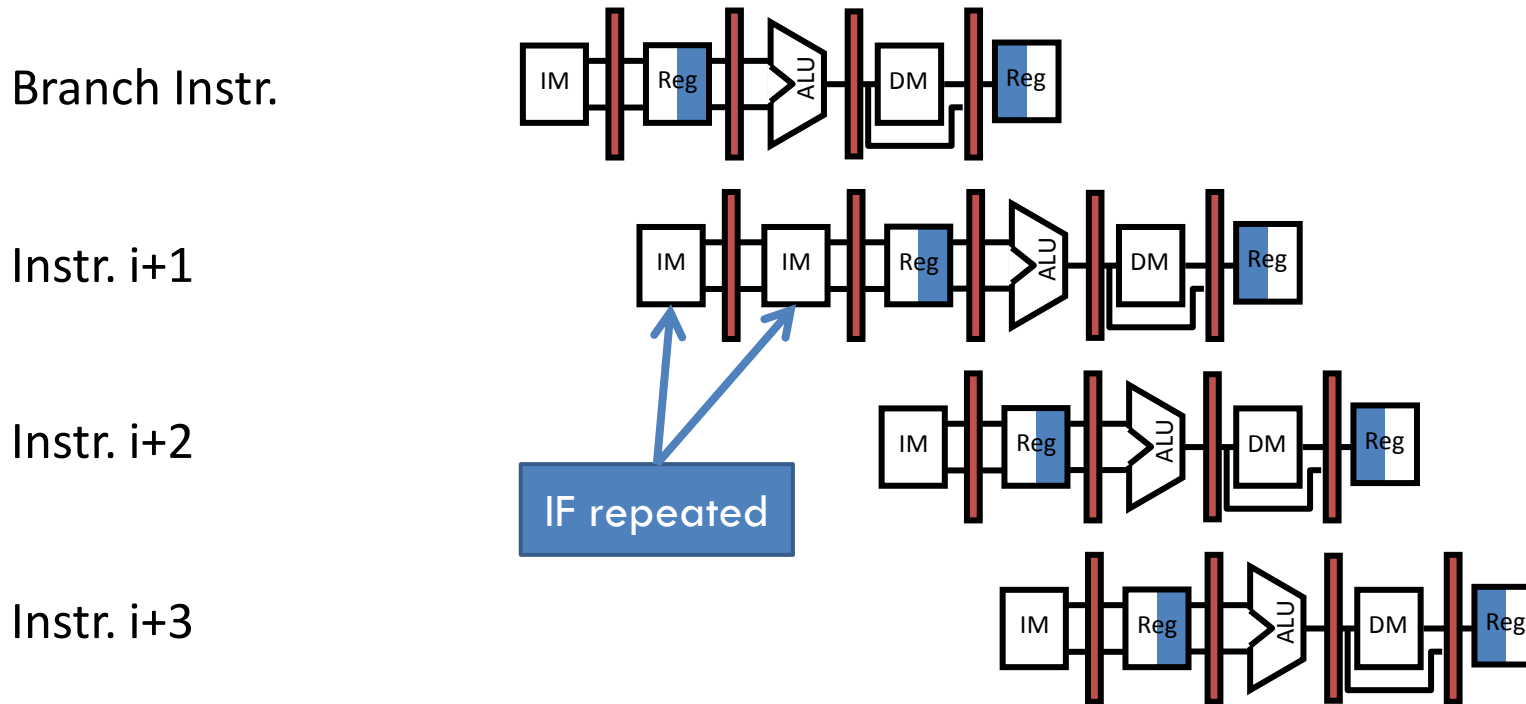 Branch Instr.
IM Reg ALU DM Reg
Instr. i+1
IM IM Reg ALU DM Reg
Instr. i+2
IM Reg ALU DM Reg
IF repeated
Instr. i+3
IM Reg ALU DM Reg